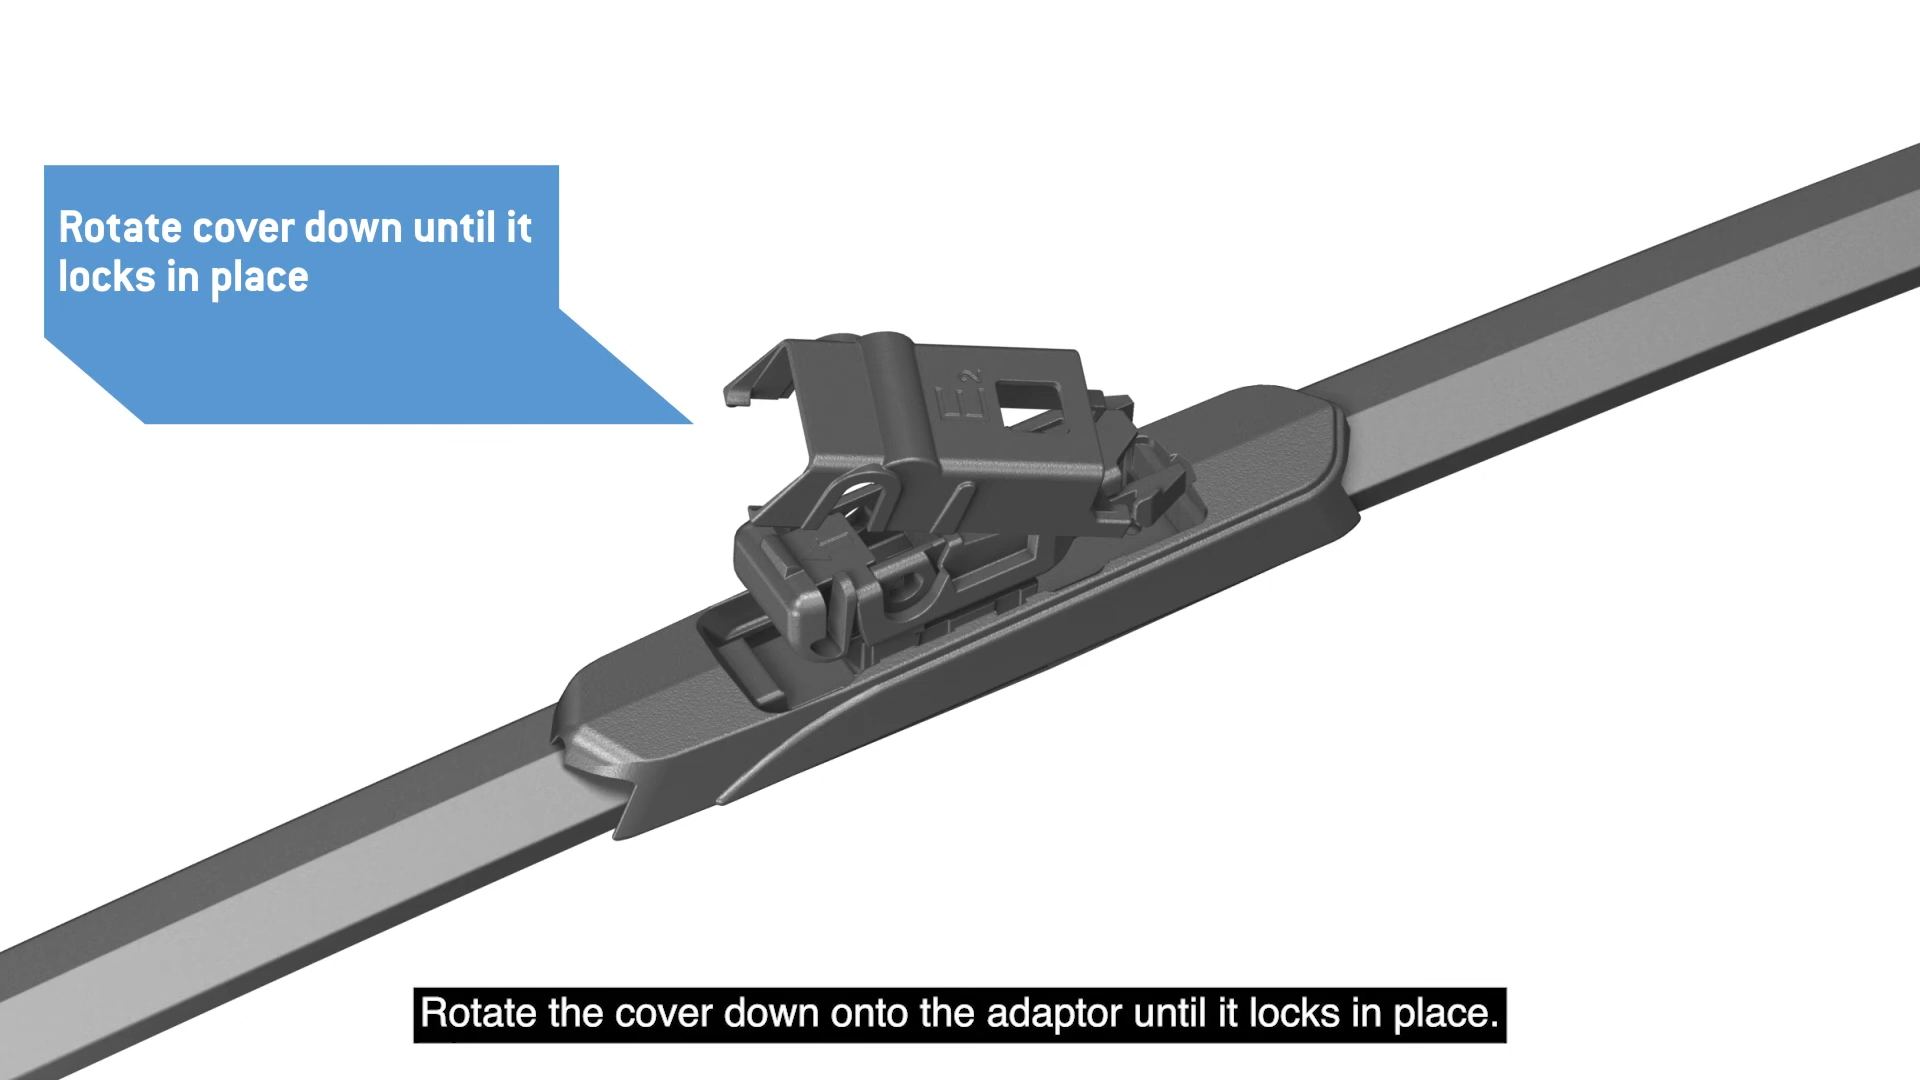 Rotate cover down until it
locks in place
E2
Rotate the cover down onto the adaptor until it locks in place.